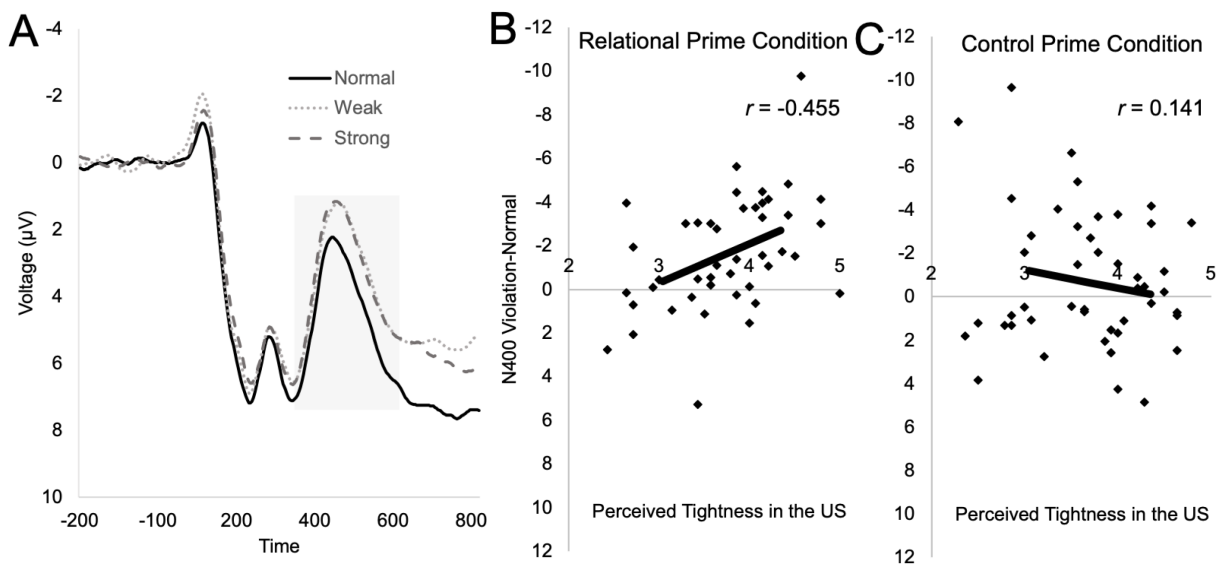 A
-4
-2
0
2
4
6
8
10
Voltage (μV)
Normal
Weak
Strong
-200 -100 200 400 600 800
Time
B
Relational Prime Condition
r = -0.455
-12
-10
-8
-6
-4
-2
0
2
4
6
8
10
12
N400 Violation-Normal
2 3 4 5
Perceived Tightness in the US
C
Control Prime Condition
r = 0.141
-12
-10
-8
-6
-4
-2
0
2
4
6
8
10
12
2 3 4 5
Perceived Tightness in the US